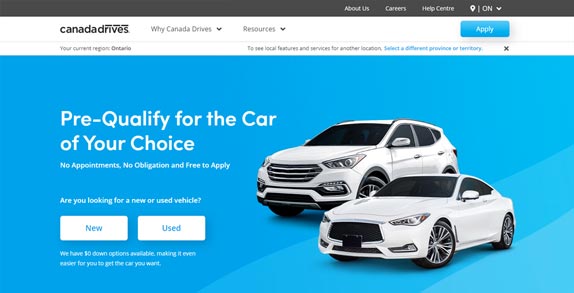 About Us Careers Help Centre | ON
canadadrives Why Canada Drives Resources Apply
Your current region: Ontario To see local features and services for another location, Select a different province or territory.
Pre-Qualify for the Car
of Your Choice
No Appointments, No Obligation and Free to Apply
Are you looking for a new or used vehicle?
New Used
We have $0 down options available, making it even
easier for you to get the car you want.